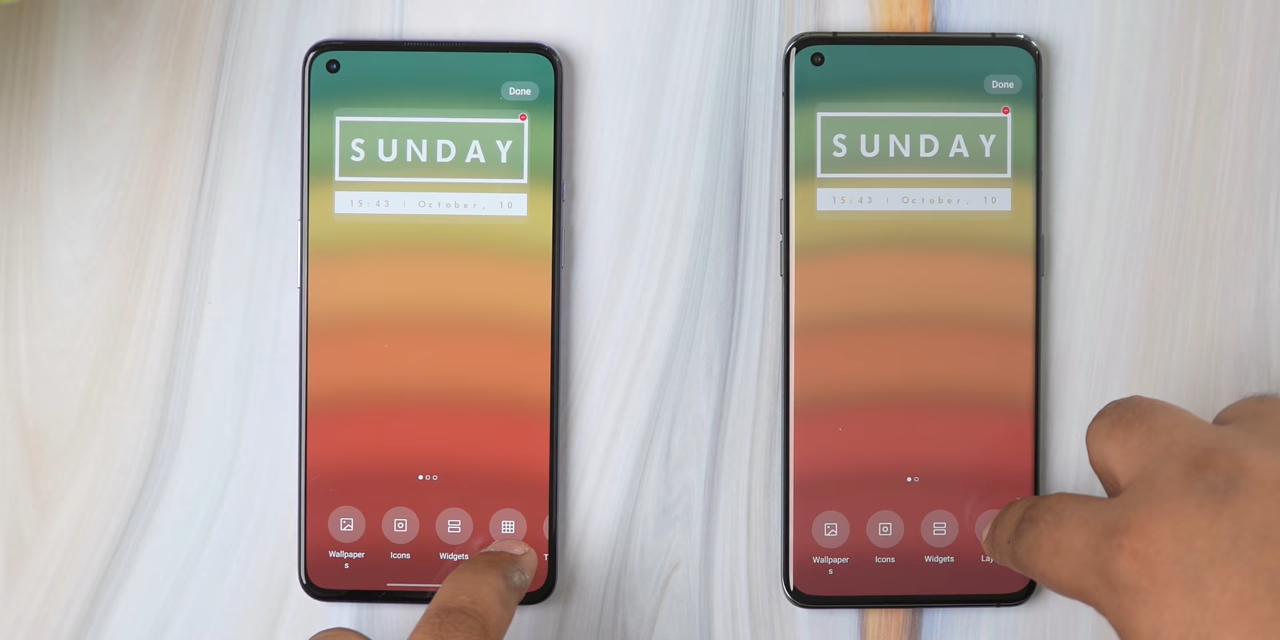 Done
SUNDAY
15:43 | October, 10
Wallpaper
s
Icons
Widgets
Done
SUNDAY
15:43 | October, 10
Wallpaper
s
Icons
Widgets